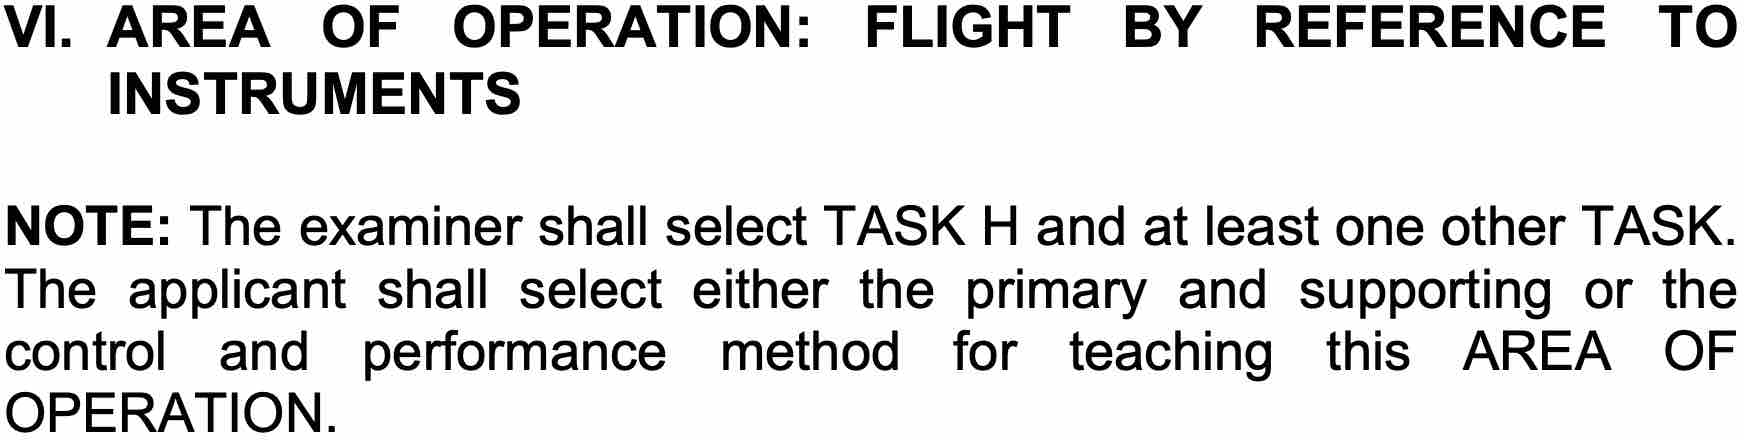 VI. AREA OF OPERATION: FLIGHT BY REFERENCE TO
INSTRUMENTS
NOTE: The examiner shall select TASK H and at least one other TASK.
The applicant shall select either the primary and supporting or the
control and performance method for teaching this AREA OF
OPERATION.